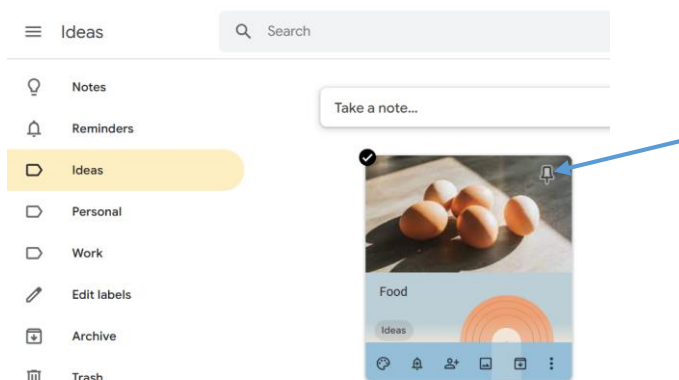 Ideas
Search
Notes
Reminders
Ideas
Personal
Work
Edit labels
Archive
Trash
Take a note...
Food
Ideas